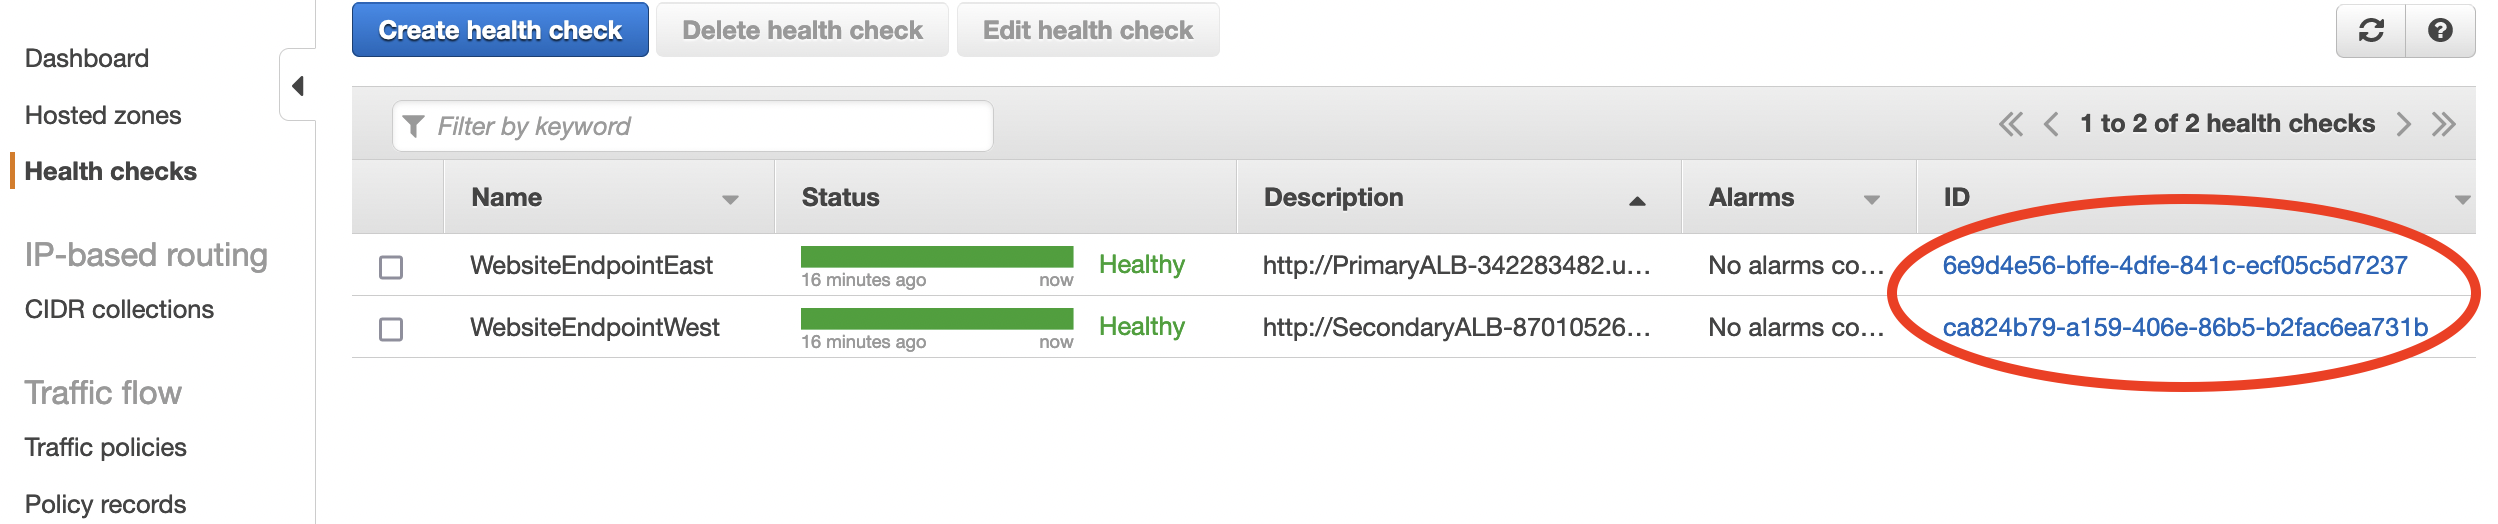 Create health check Delete health check Edit health check
Dashboard
Hosted zones
Health checks
IP-based routing
CIDR collections
Traffic flow
Traffic policies
Policy records
Filter by keyword
1 to 2 of 2 health checks
Name Status Description Alarms ID
WebsiteEndpointEast Healthy http://PrimaryALB-342283482.u... No alarms co... 6e9d4e56-bffe-4dfe-841c-ecf05c5d7237
16 minutes ago now
WebsiteEndpointWest Healthy http://SecondaryALB-87010526... No alarms co... ca824b79-a159-406e-86b5-b2fac6ea731b
16 minutes ago now